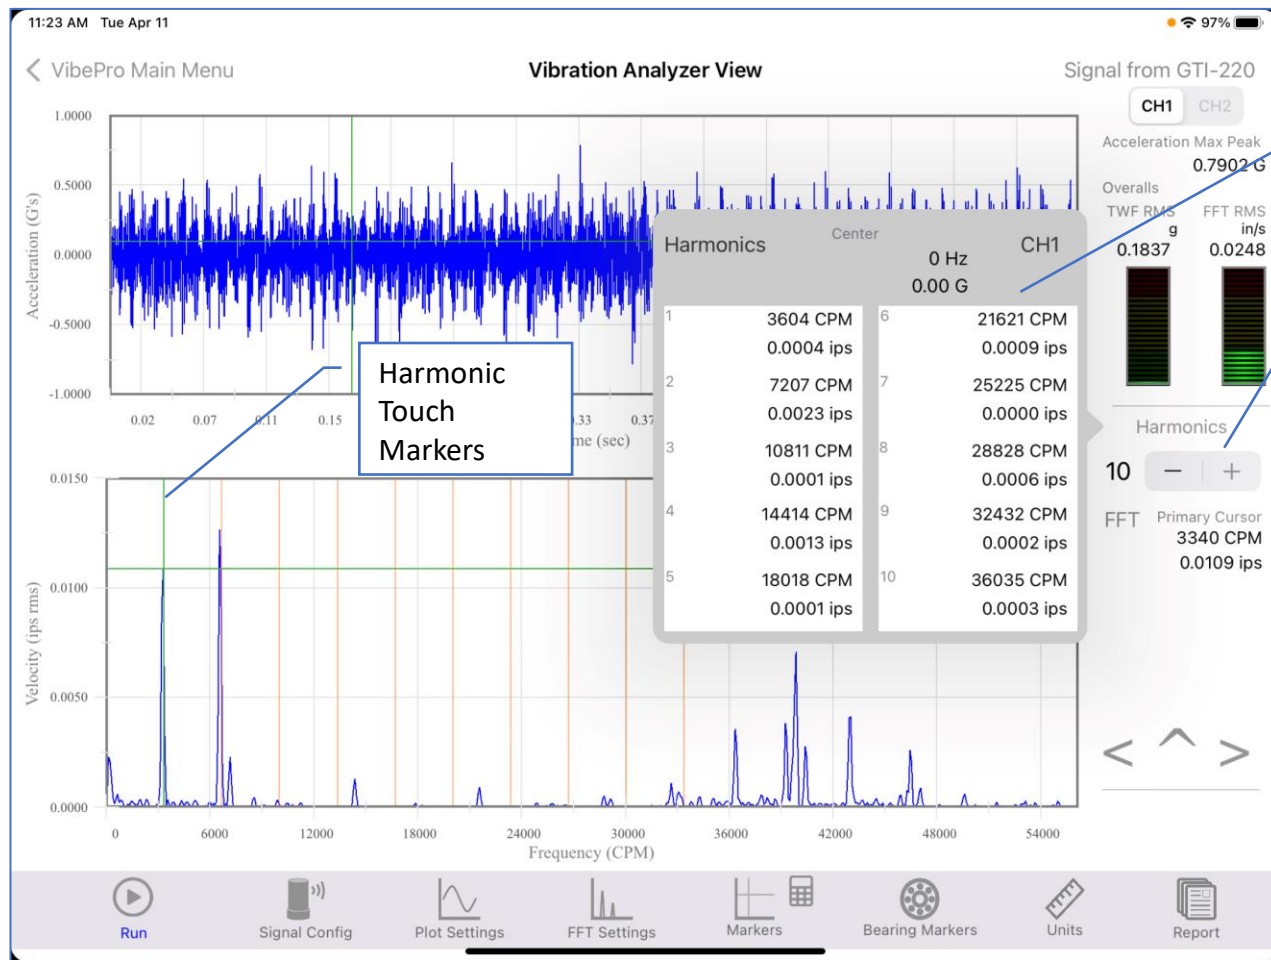 11:23 AM Tue Apr 11
97%
VibePro Main Menu
Vibration Analyzer View
Signal from GTI-220
CH1 CH2
Acceleration Max Peak
0.7902 G
Overalls
TWF RMS FFT RMS
g in/s
0.1837 0.0248
1.0000
0.5000
0.0000
-0.5000
-1.0000
Acceleration (G's)
0.02 0.07 0.11 0.15 .33 0.37
me (sec)
Harmonic
Touch
Markers
Harmonics Center CH1
0 Hz
0.00 G
1 3604 CPM
0.0004 ips
2 7207 CPM
0.0023 ips
3 10811 CPM
0.0001 ips
4 14414 CPM
0.0013 ips
5 18018 CPM
0.0001 ips
6 21621 CPM
0.0009 ips
7 25225 CPM
0.0000 ips
8 28828 CPM
0.0006 ips
9 32432 CPM
0.0002 ips
10 36035 CPM
0.0003 ips
Harmonics
10 − +
FFT Primary Cursor
3340 CPM
0.0109 ips
< ^ >
0.0150
0.0100
0.0050
0.0000
Velocity (ips rms)
0 6000 12000 18000 24000 30000 36000 42000 48000 54000
Frequency (CPM)
Run Signal Config Plot Settings FFT Settings Markers Bearing Markers Units Report